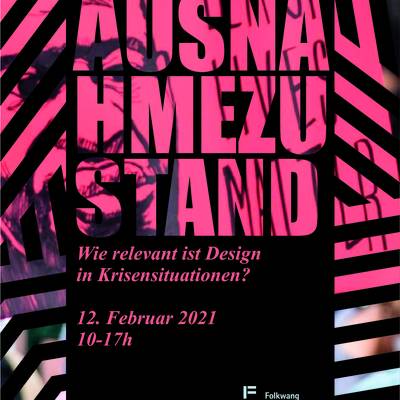 AUSNA
HMEZU
STAND
Wie relevant ist Design
in Krisensituationen?
12. Februar 2021
10-17h
Folkwang